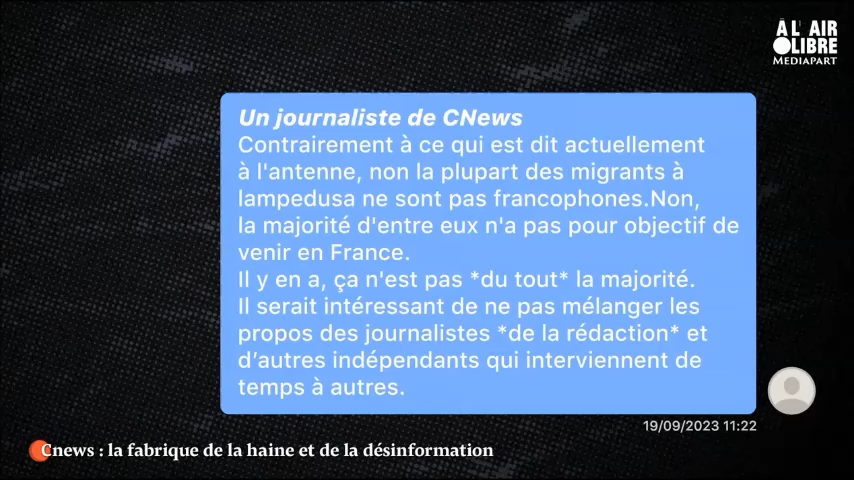 À L'AIR
LIBRE
MEDIAPART
Un journaliste de CNews
Contrairement à ce qui est dit actuellement
à l'antenne, non la plupart des migrants à
lampedusa ne sont pas francophones.Non,
la majorité d'entre eux n'a pas pour objectif de
venir en France.
Il y en a, ça n'est pas *du tout* la majorité.
Il serait intéressant de ne pas mélanger les
propos des journalistes *de la rédaction* et
d’autres indépendants qui interviennent de
temps à autres.
19/09/2023 11:22
Cnews : la fabrique de la haine et de la désinformation